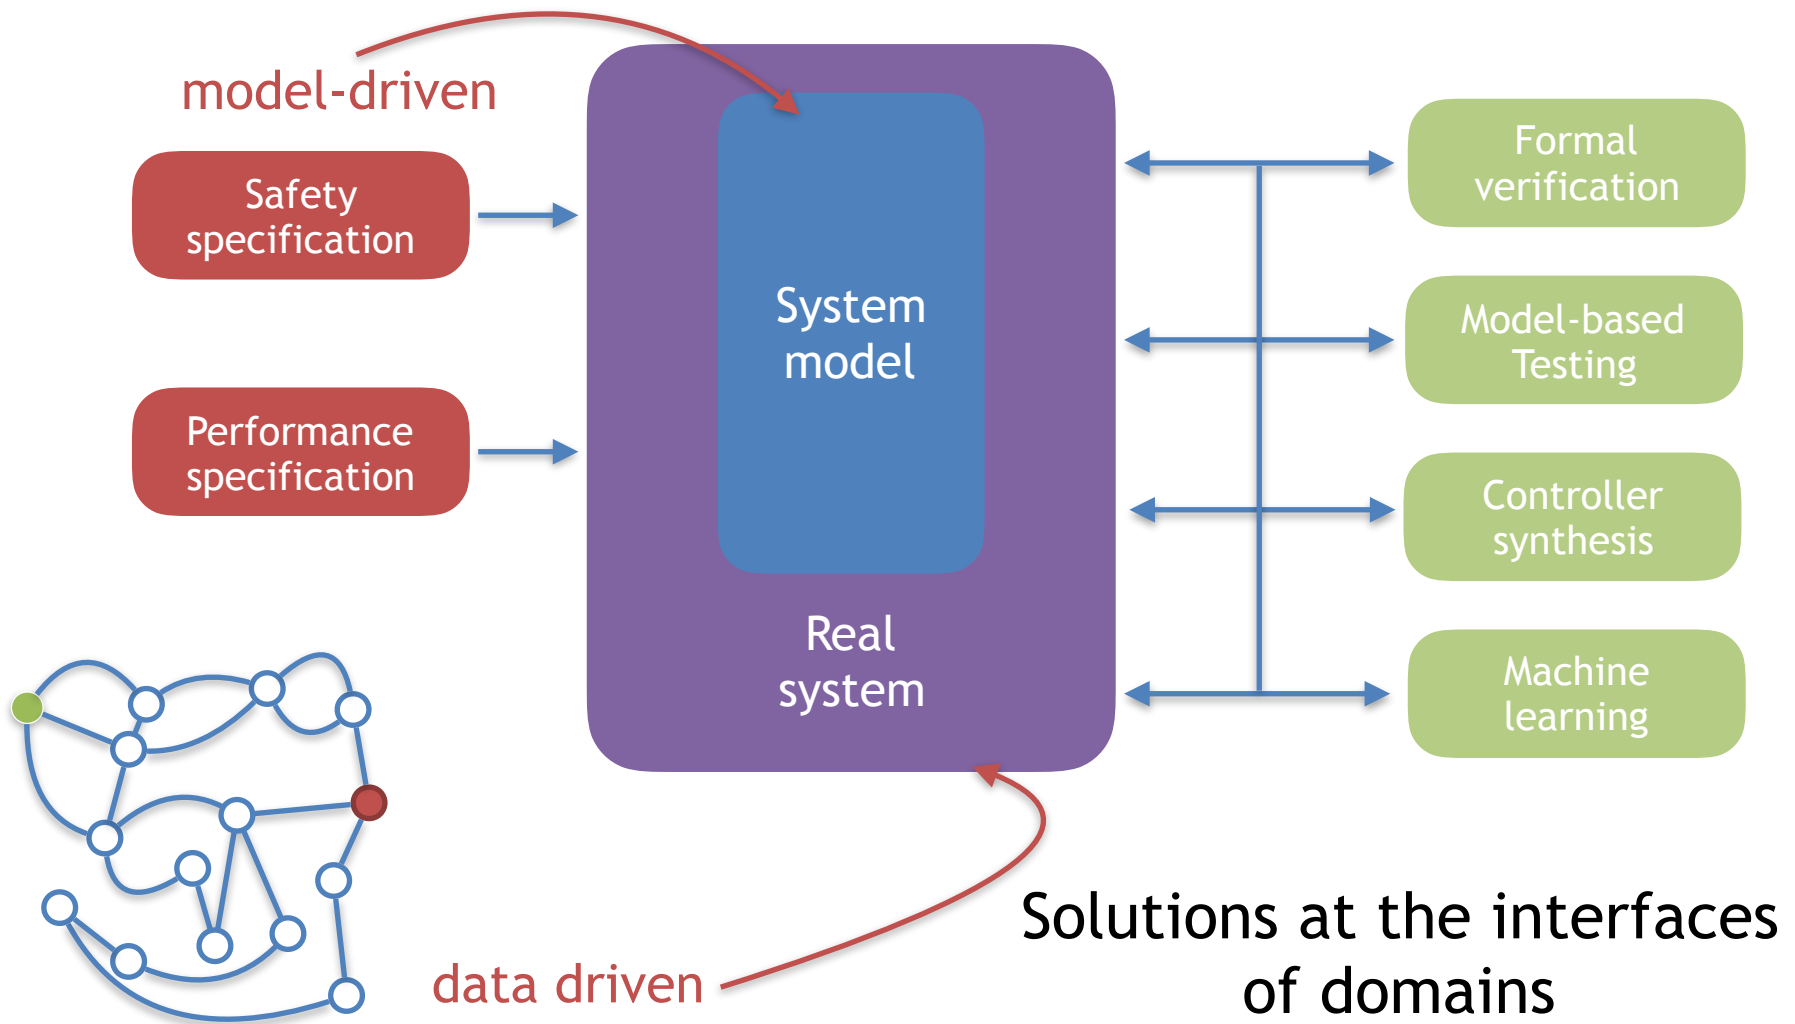 model-driven
Safety
specification
Performance
specification
System
model
Real
system
Formal
verification
Model-based
Testing
Controller
synthesis
Machine
learning
data driven
Solutions at the interfaces
of domains